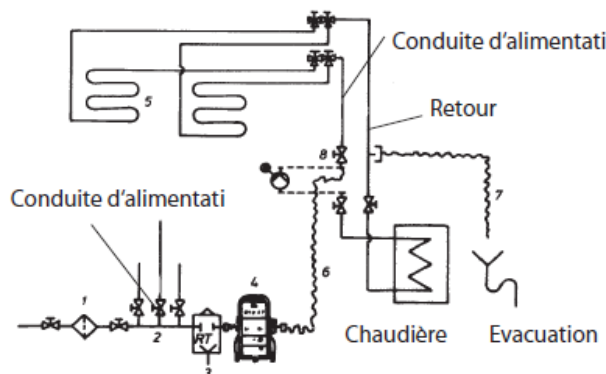 Conduite d'alimentati
5
Retour
8
Conduite d'alimentati
7
4
6
1
RT
2
3
Chaudière
Evacuation